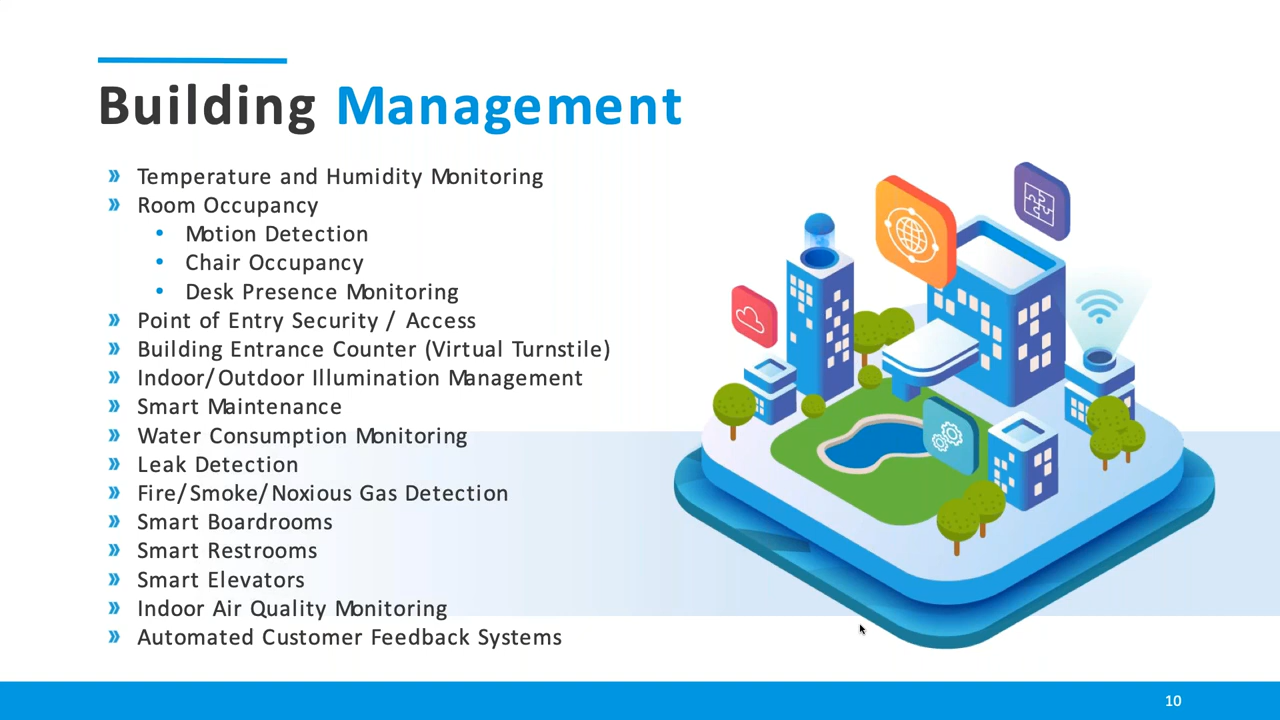 Building Management
» Temperature and Humidity Monitoring
» Room Occupancy
• Motion Detection
• Chair Occupancy
• Desk Presence Monitoring
» Point of Entry Security / Access
» Building Entrance Counter (Virtual Turnstile)
» Indoor/Outdoor Illumination Management
» Smart Maintenance
» Water Consumption Monitoring
» Leak Detection
» Fire/Smoke/Noxious Gas Detection
» Smart Boardrooms
» Smart Restrooms
» Smart Elevators
» Indoor Air Quality Monitoring
» Automated Customer Feedback Systems
10